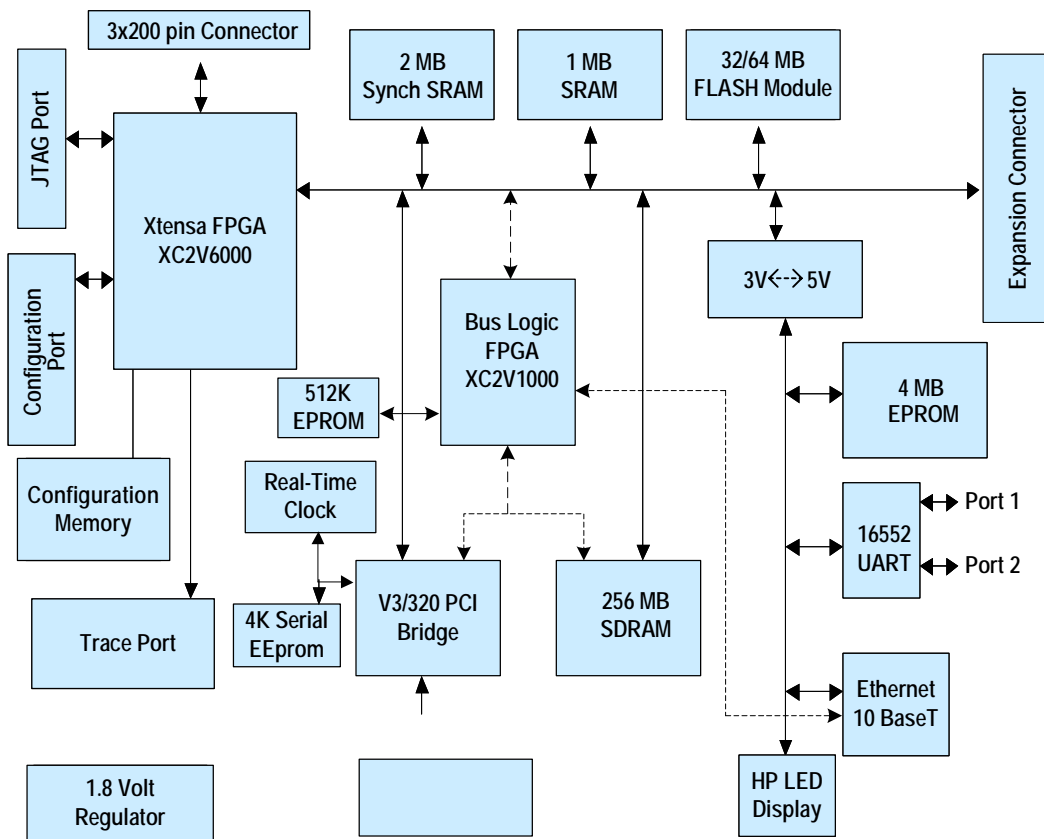 3x200 pin Connector
2 MB
Synch SRAM
1 MB
SRAM
32/64 MB
FLASH Module
JTAG Port
Expansion Connector
Xtensa FPGA
XC2V6000
3V<-->5V
Configuration
Port
Bus Logic
FPGA
XC2V1000
512K
EPROM
4 MB
EPROM
Configuration
Memory
Real-Time
Clock
16552
UART
Port 1
Port 2
Trace Port
4K Serial
EEprom
V3/320 PCI
Bridge
256 MB
SDRAM
Ethernet
10 BaseT
1.8 Volt
Regulator
HP LED
Display